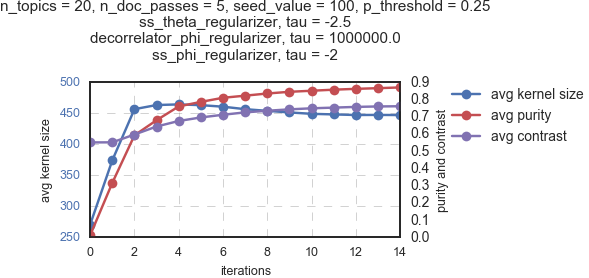 n_topics = 20, n_doc_passes = 5, seed_value = 100, p_threshold = 0.25
ss_theta_regularizer, tau = -2.5
decorrelator_phi_regularizer, tau = 1000000.0
ss_phi_regularizer, tau = -2
500
450
400
350
300
250
avg kernel size
0.9
0.8
0.7
0.6
0.5
0.4
0.3
0.2
0.1
0.0
purity and contrast
avg kernel size
avg purity
avg contrast
0 2 4 6 8 10 12 14
iterations